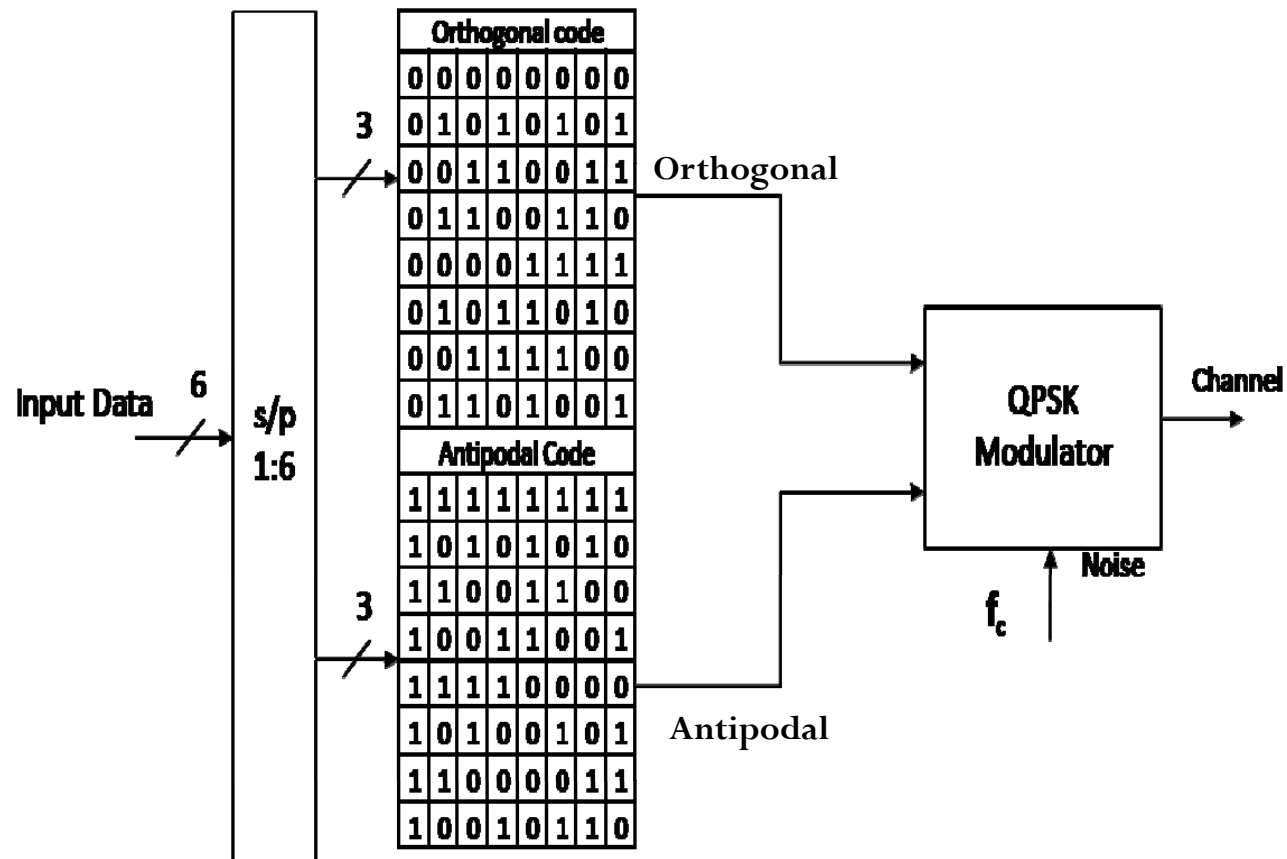 Orthogonal code
0 0 0 0 0 0 0 0
0 1 0 1 0 1 0 1
0 0 1 1 0 0 1 1
0 1 1 0 0 1 1 0
0 0 0 0 1 1 1 1
0 1 0 1 1 0 1 0
0 0 1 1 1 1 0 0
0 1 1 0 1 0 0 1
Antipodal Code
1 1 1 1 1 1 1 1
1 0 1 0 1 0 1 0
1 1 0 0 1 1 0 0
1 0 0 1 1 0 0 1
1 1 1 1 0 0 0 0
1 0 1 0 0 1 0 1
1 1 0 0 0 0 1 1
1 0 0 1 0 1 1 0
Input Data
6
s/p
1:6
3
3
Orthogonal
Antipodal
QPSK
Modulator
Channel
Noise
fc